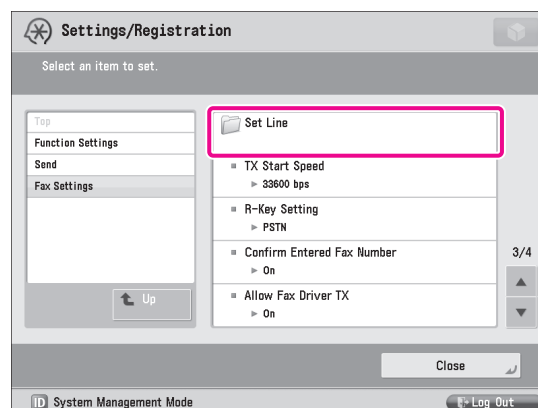 Settings/Registration
Select an item to set.
Top
Function Settings
Send
Fax Settings
Up
Set Line
TX Start Speed
33600 bps
R-Key Setting
PSTN
Confirm Entered Fax Number
On
Allow Fax Driver TX
On
3/4
Close
ID System Management Mode
Log Out